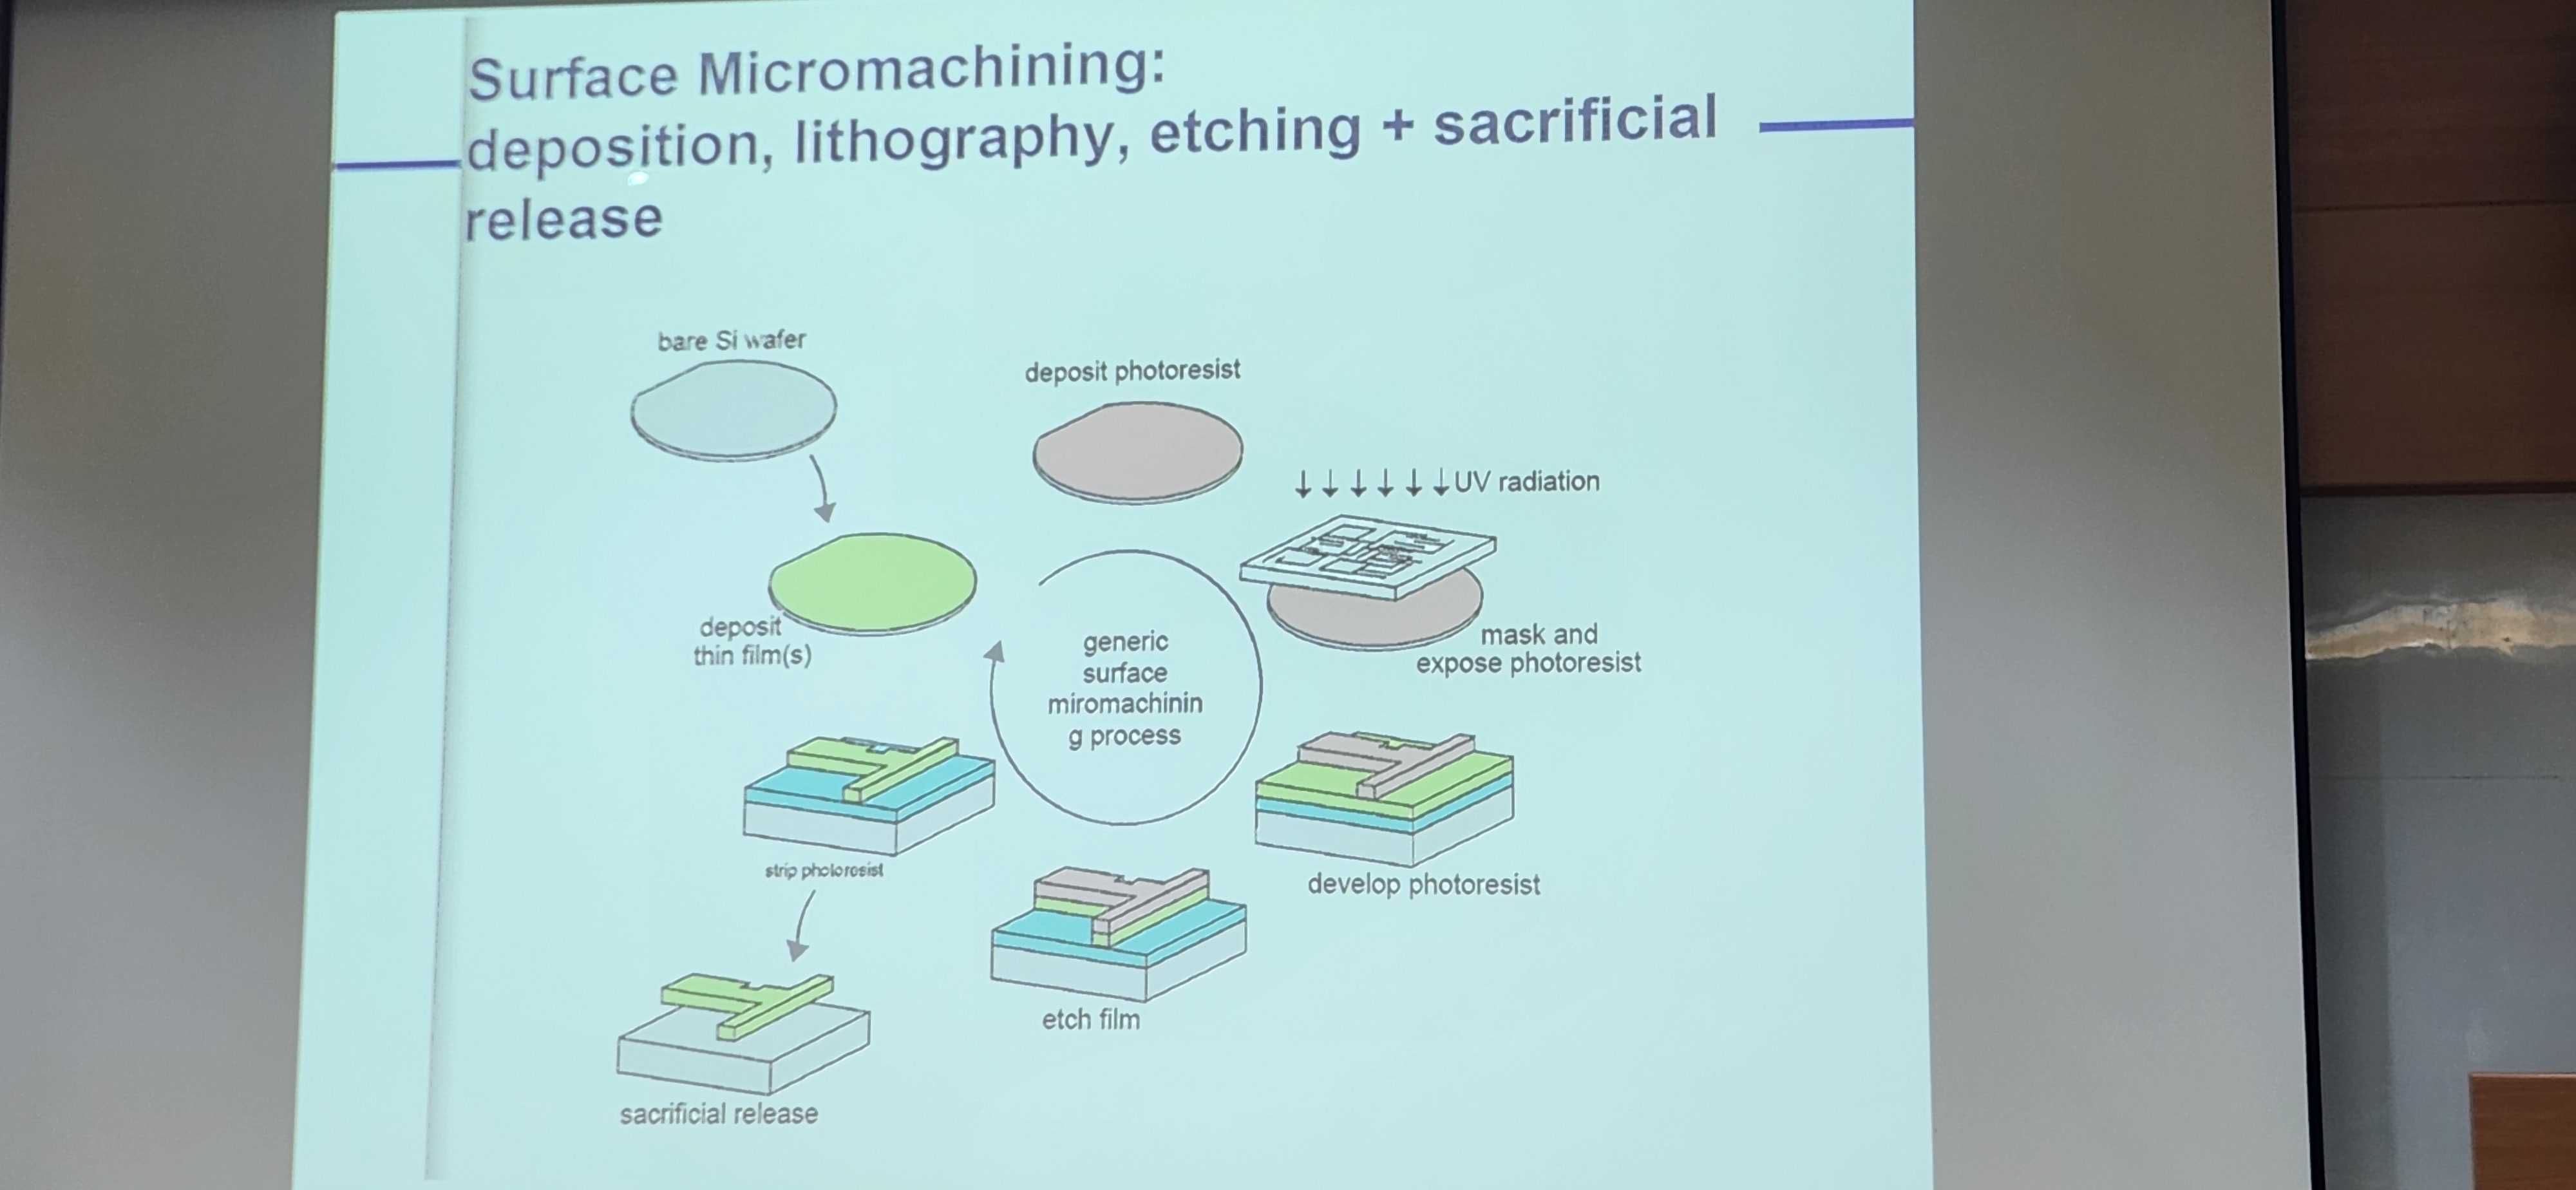 Surface Micromachining:
deposition, lithography, etching + sacrificial
release
bare Si wafer
deposit photoresist
UV radiation
deposit
thin film(s)
mask and
expose photoresist
generic
surface
miromachinin
g process
strip photoresist
develop photoresist
etch film
sacrificial release